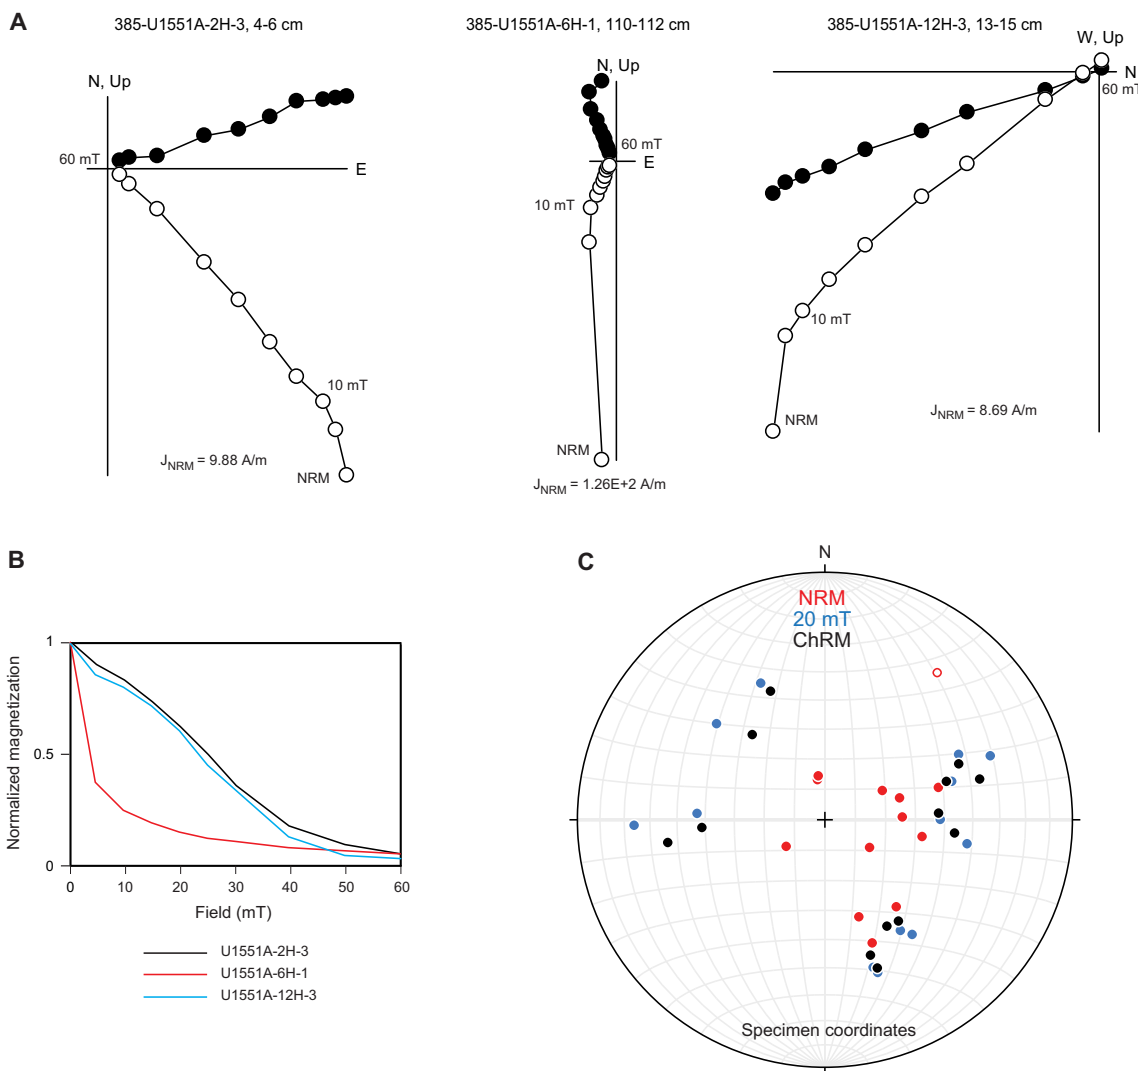 A
385-U1551A-2H-3, 4-6 cm
N, Up
60 mT
E
10 mT
NRM
JNRM = 9.88 A/m
385-U1551A-6H-1, 110-112 cm
N, Up
60 mT
E
10 mT
NRM
JNRM = 1.26E+2 A/m
385-U1551A-12H-3, 13-15 cm
W, Up
N
60 mT
10 mT
NRM
JNRM = 8.69 A/m
B
Normalized magnetization
1
0.5
0
0 10 20 30 40 50 60
Field (mT)
U1551A-2H-3
U1551A-6H-1
U1551A-12H-3
C
N
NRM
20 mT
ChRM
Specimen coordinates